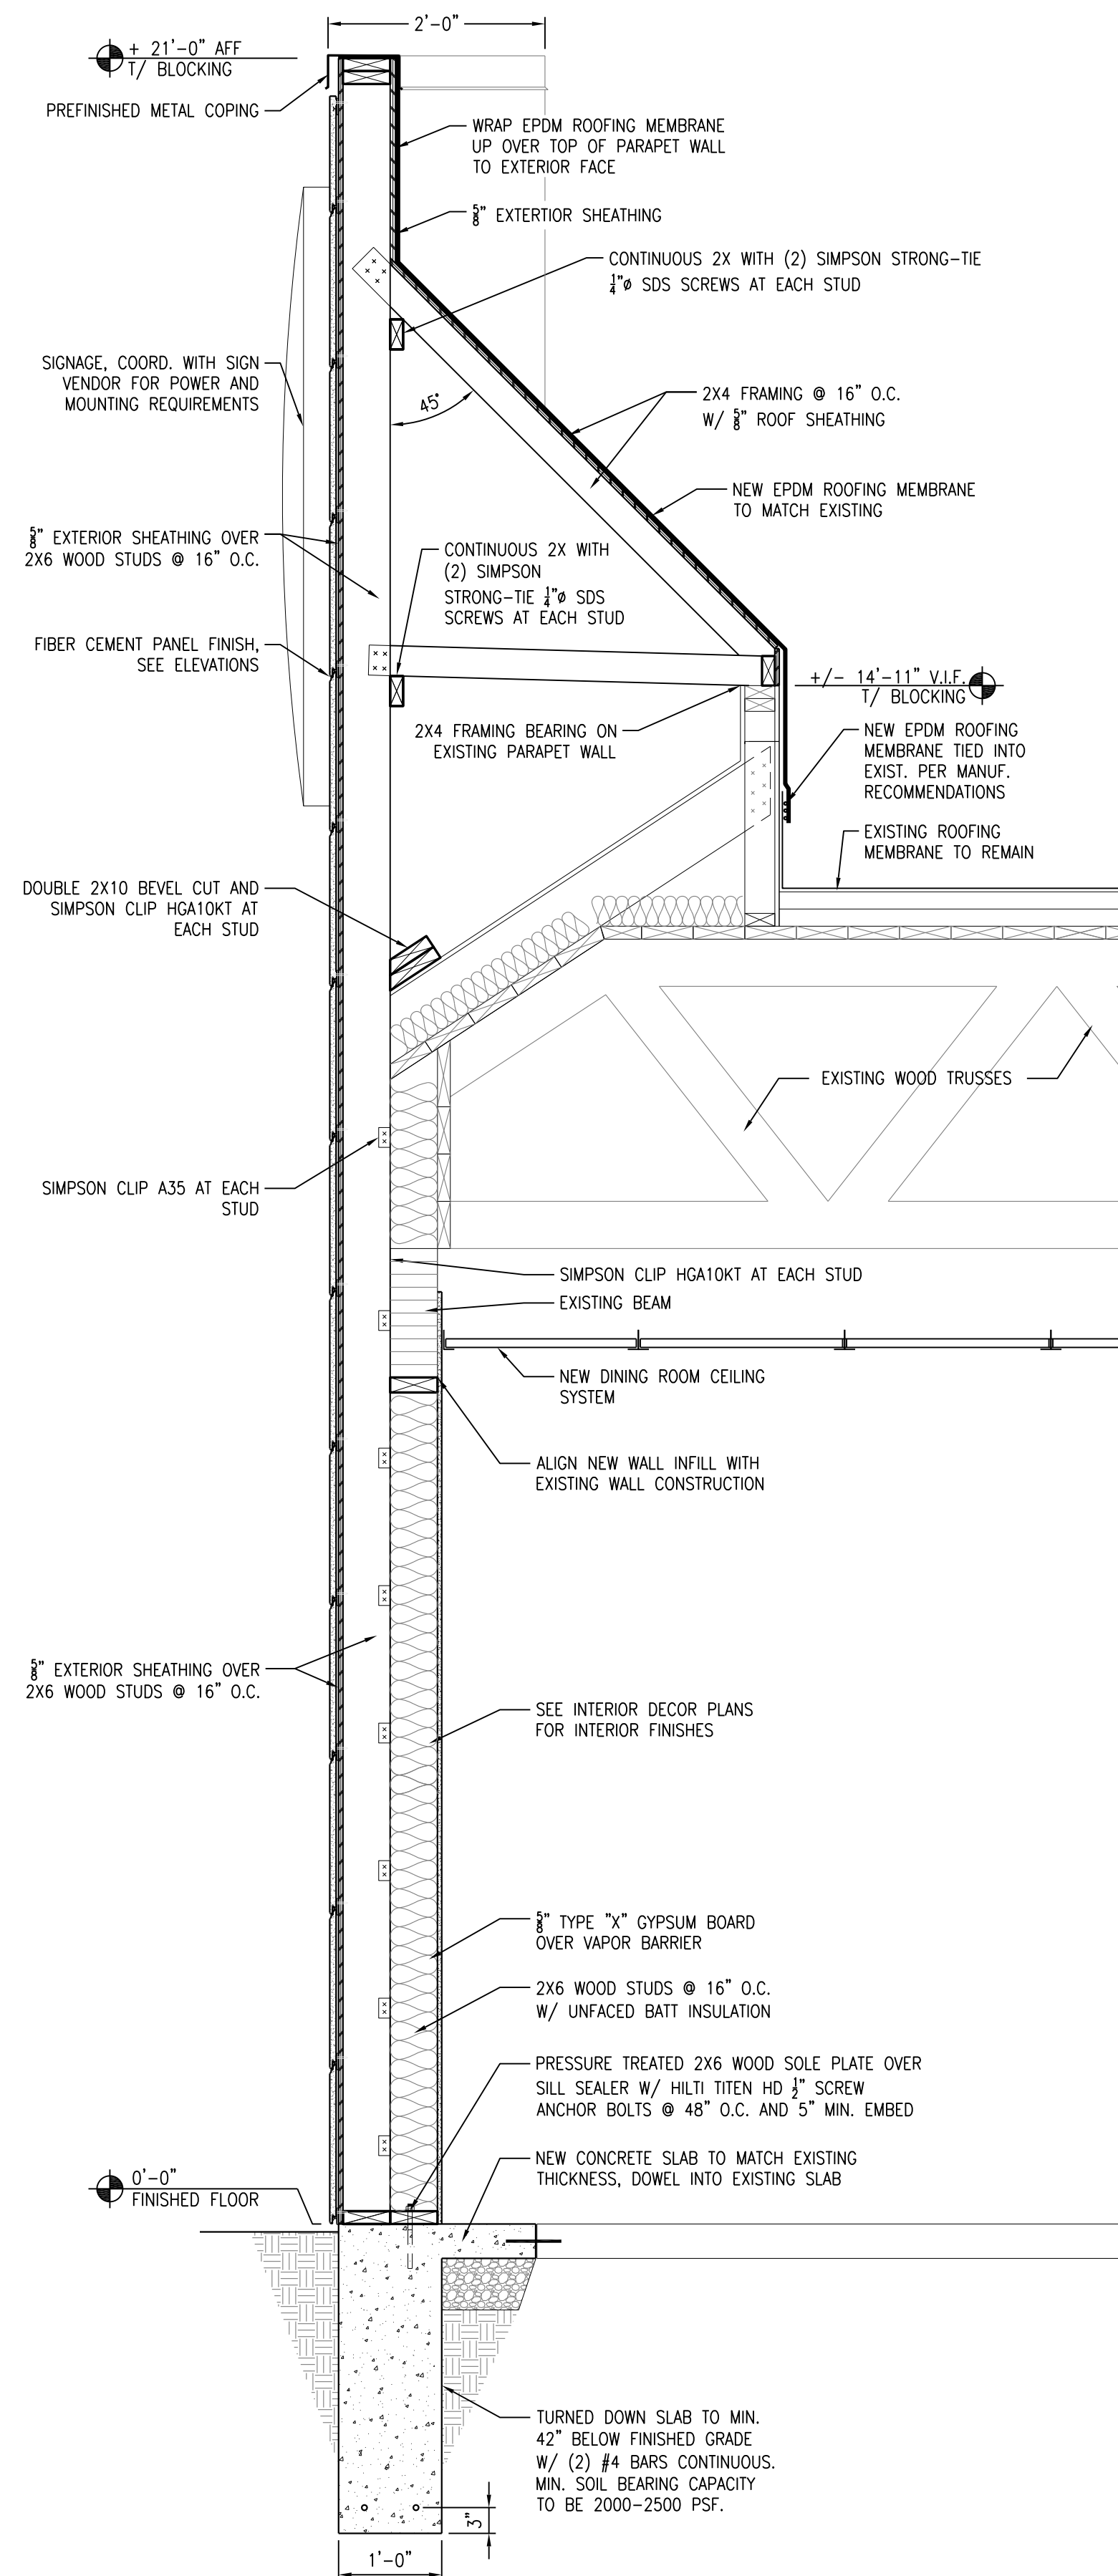 2'-0"
+ 21'-0" AFF
T/ BLOCKING
PREFINISHED METAL COPING
WRAP EPDM ROOFING MEMBRANE
UP OVER TOP OF PARAPET WALL
TO EXTERIOR FACE
5/8" EXTERTIOR SHEATHING
CONTINUOUS 2X WITH (2) SIMPSON STRONG-TIE
1/4"ø SDS SCREWS AT EACH STUD
SIGNAGE, COORD. WITH SIGN
VENDOR FOR POWER AND
MOUNTING REQUIREMENTS
45°
2X4 FRAMING @ 16" O.C.
W/ 5/8" ROOF SHEATHING
NEW EPDM ROOFING MEMBRANE
TO MATCH EXISTING
5/8" EXTERIOR SHEATHING OVER
2X6 WOOD STUDS @ 16" O.C.
CONTINUOUS 2X WITH
(2) SIMPSON
STRONG-TIE 1/4"ø SDS
SCREWS AT EACH STUD
FIBER CEMENT PANEL FINISH,
SEE ELEVATIONS
+/- 14'-11" V.I.F.
T/ BLOCKING
2X4 FRAMING BEARING ON
EXISTING PARAPET WALL
NEW EPDM ROOFING
MEMBRANE TIED INTO
EXIST. PER MANUF.
RECOMMENDATIONS
EXISTING ROOFING
MEMBRANE TO REMAIN
DOUBLE 2X10 BEVEL CUT AND
SIMPSON CLIP HGA10KT AT
EACH STUD
EXISTING WOOD TRUSSES
SIMPSON CLIP A35 AT EACH
STUD
SIMPSON CLIP HGA10KT AT EACH STUD
EXISTING BEAM
NEW DINING ROOM CEILING
SYSTEM
ALIGN NEW WALL INFILL WITH
EXISTING WALL CONSTRUCTION
5/8" EXTERIOR SHEATHING OVER
2X6 WOOD STUDS @ 16" O.C.
SEE INTERIOR DECOR PLANS
FOR INTERIOR FINISHES
5/8" TYPE "X" GYPSUM BOARD
OVER VAPOR BARRIER
2X6 WOOD STUDS @ 16" O.C.
W/ UNFACED BATT INSULATION
PRESSURE TREATED 2X6 WOOD SOLE PLATE OVER
SILL SEALER W/ HILTI TITEN HD 1/2" SCREW
ANCHOR BOLTS @ 48" O.C. AND 5" MIN. EMBED
NEW CONCRETE SLAB TO MATCH EXISTING
THICKNESS, DOWEL INTO EXISTING SLAB
0'-0"
FINISHED FLOOR
TURNED DOWN SLAB TO MIN.
42" BELOW FINISHED GRADE
W/ (2) #4 BARS CONTINUOUS.
MIN. SOIL BEARING CAPACITY
TO BE 2000-2500 PSF.
3"
1'-0"